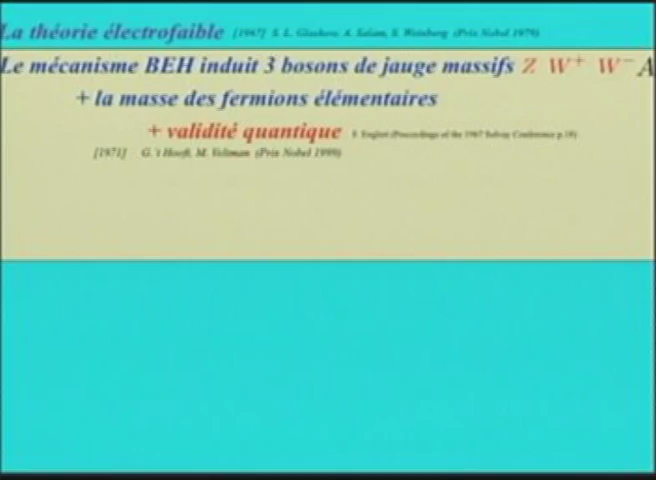 La théorie électrofaible [1967] S. L. Glashow, A. Salam, S. Weinberg (Prix Nobel 1979)
Le mécanisme BEH induit 3 bosons de jauge massifs Z W+ W− A
+ la masse des fermions élémentaires
+ validité quantique F. Englert (Proceedings of the 1967 Solvay Conference p.18)
[1971] G. 't Hooft, M. Veltman (Prix Nobel 1999)